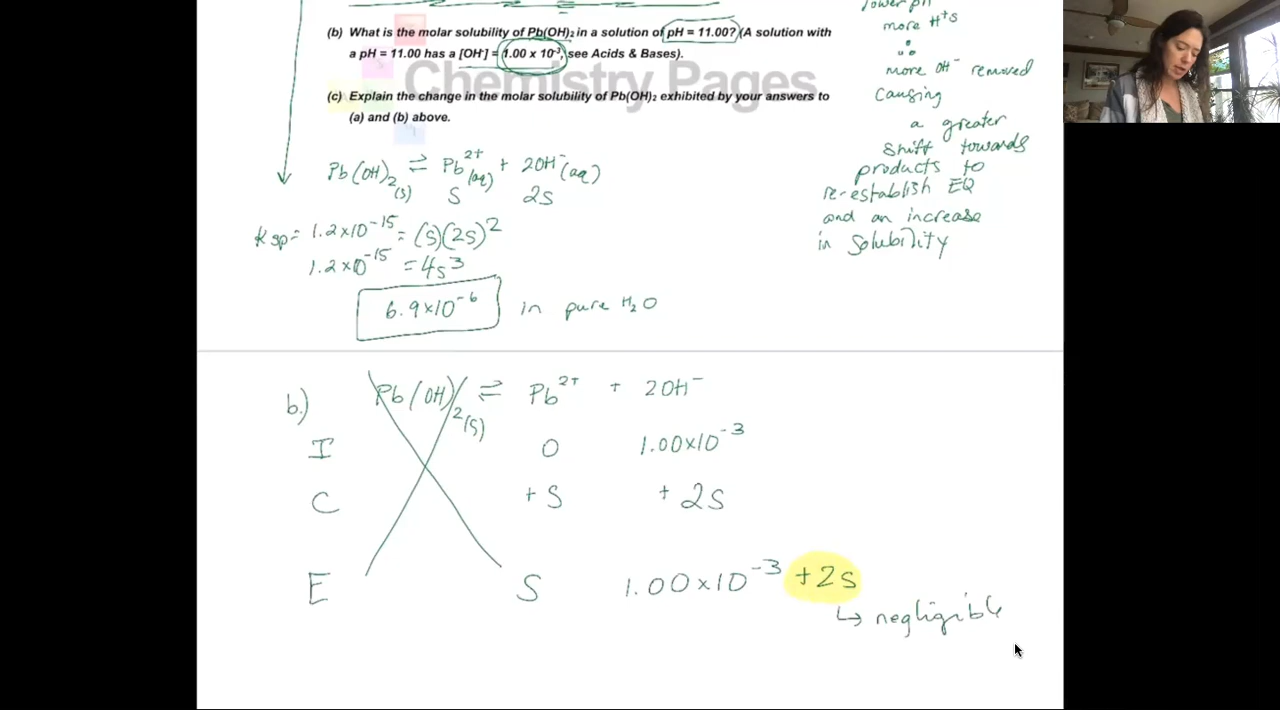 (b) What is the molar solubility of Pb(OH)₂ in a solution of pH = 11.00? (A solution with
a pH = 11.00 has a [OH⁻] = 1.00 x 10⁻³, see Acids & Bases).
Chemistry Pages
(c) Explain the change in the molar solubility of Pb(OH)₂ exhibited by your answers to
(a) and (b) above.
lower pH
more H⁺s
∴
more OH⁻ removed
causing
a greater
shift towards
products to
re-establish EQ
and an increase
in solubility
Pb(OH)₂(s) ⇌ Pb²⁺(aq) + 2OH⁻(aq)
S 2S
Ksp = 1.2x10⁻¹⁵ = (s)(2s)²
1.2x10⁻¹⁵ = 4s³
6.9x10⁻⁶ in pure H₂O
b.) Pb(OH)₂(s) ⇌ Pb²⁺ + 2OH⁻
I 0 1.00x10⁻³
C +S +2S
E S 1.00x10⁻³ +2S
↳ negligible